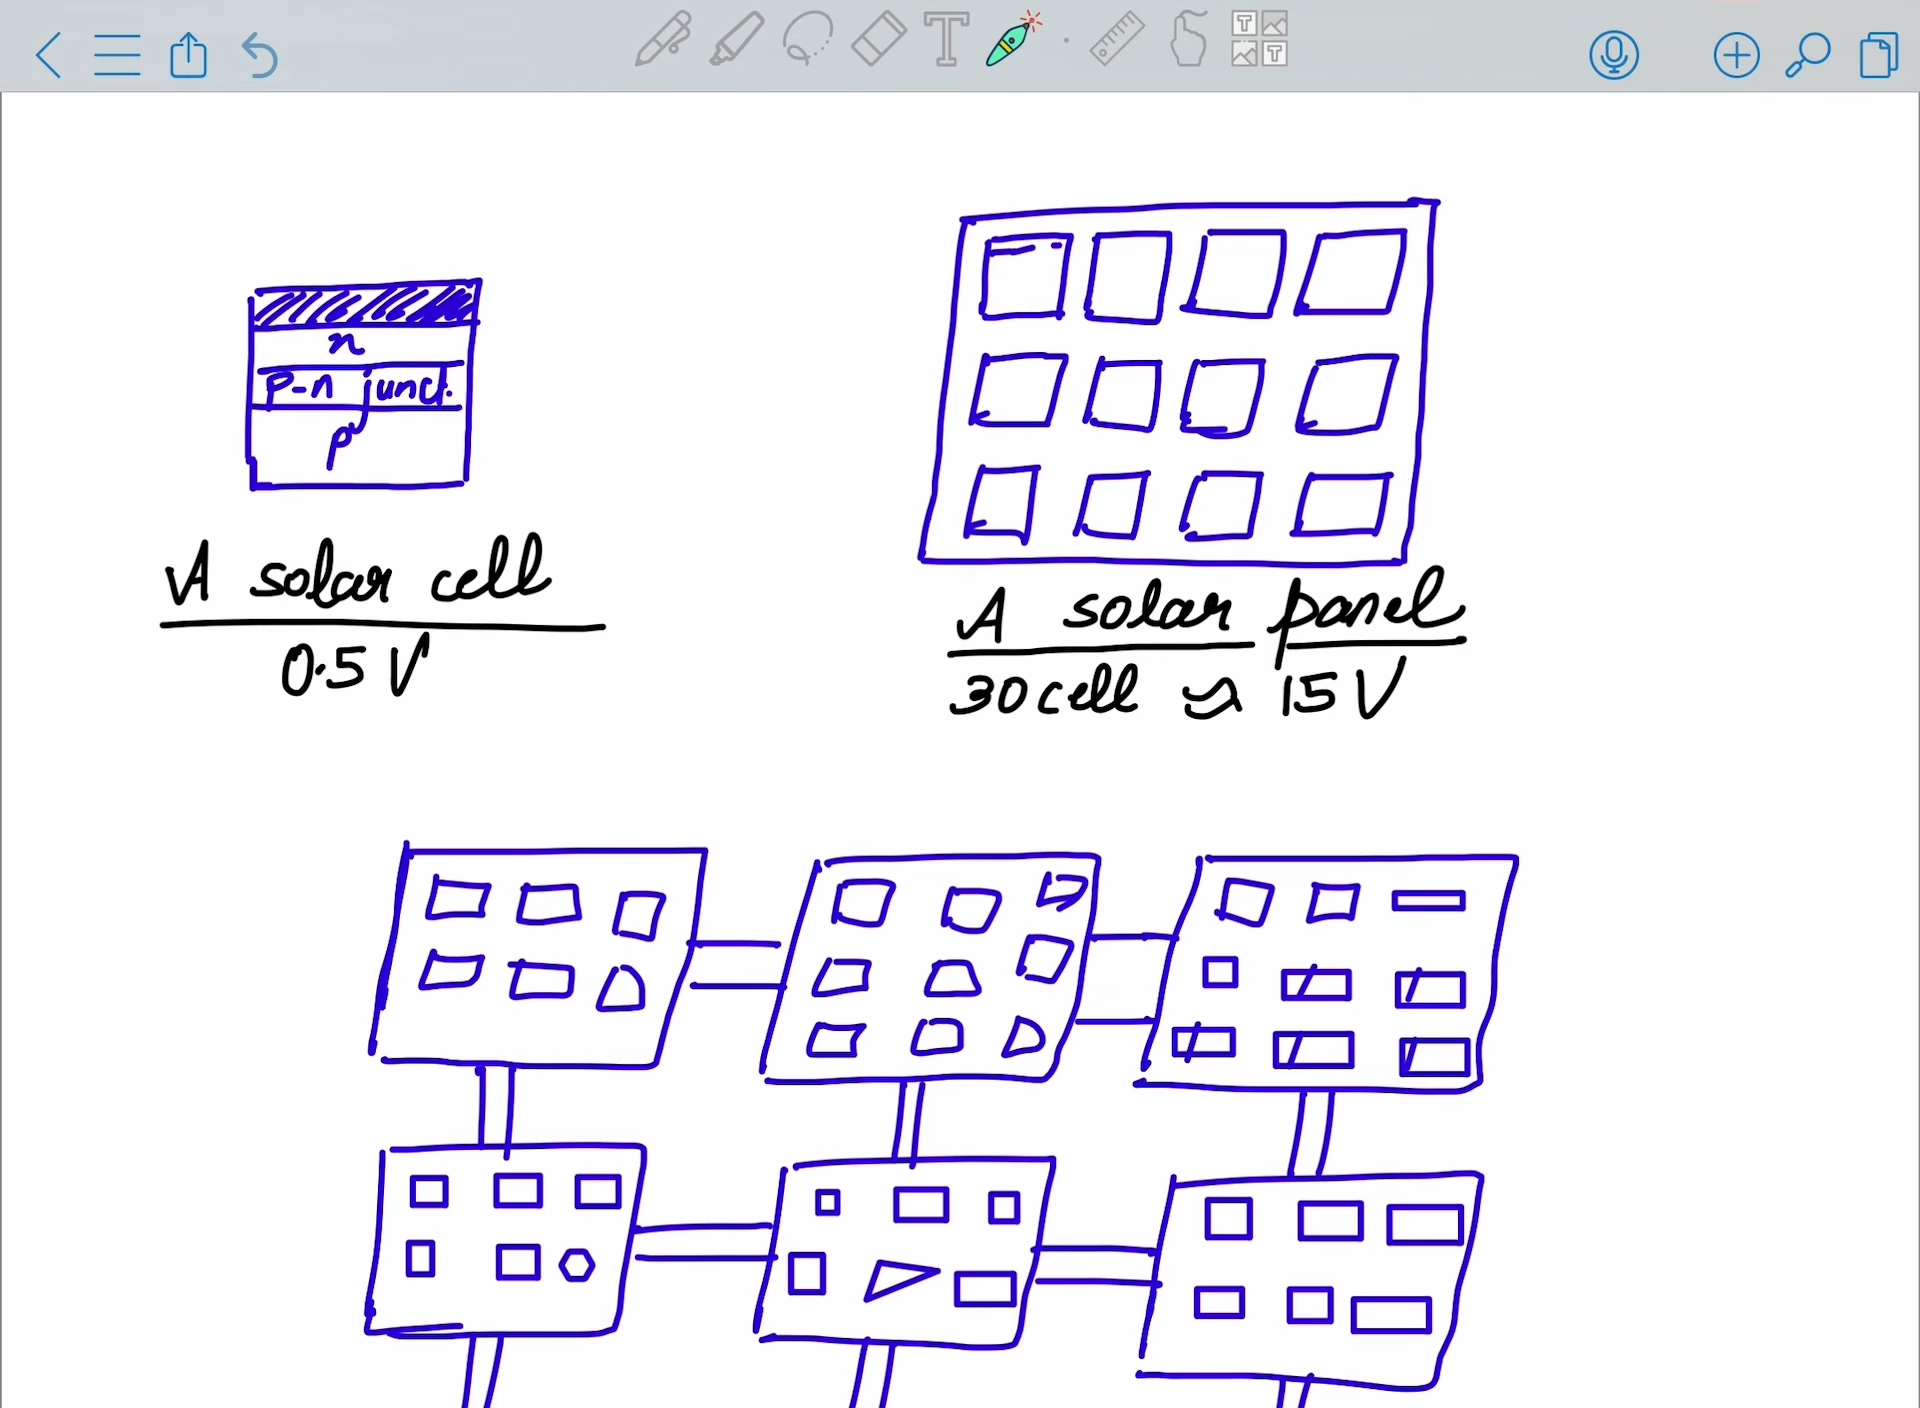 n
p-n junct.
p
A solar cell
0.5 V
A solar panel
30 cell ≈ 15 V